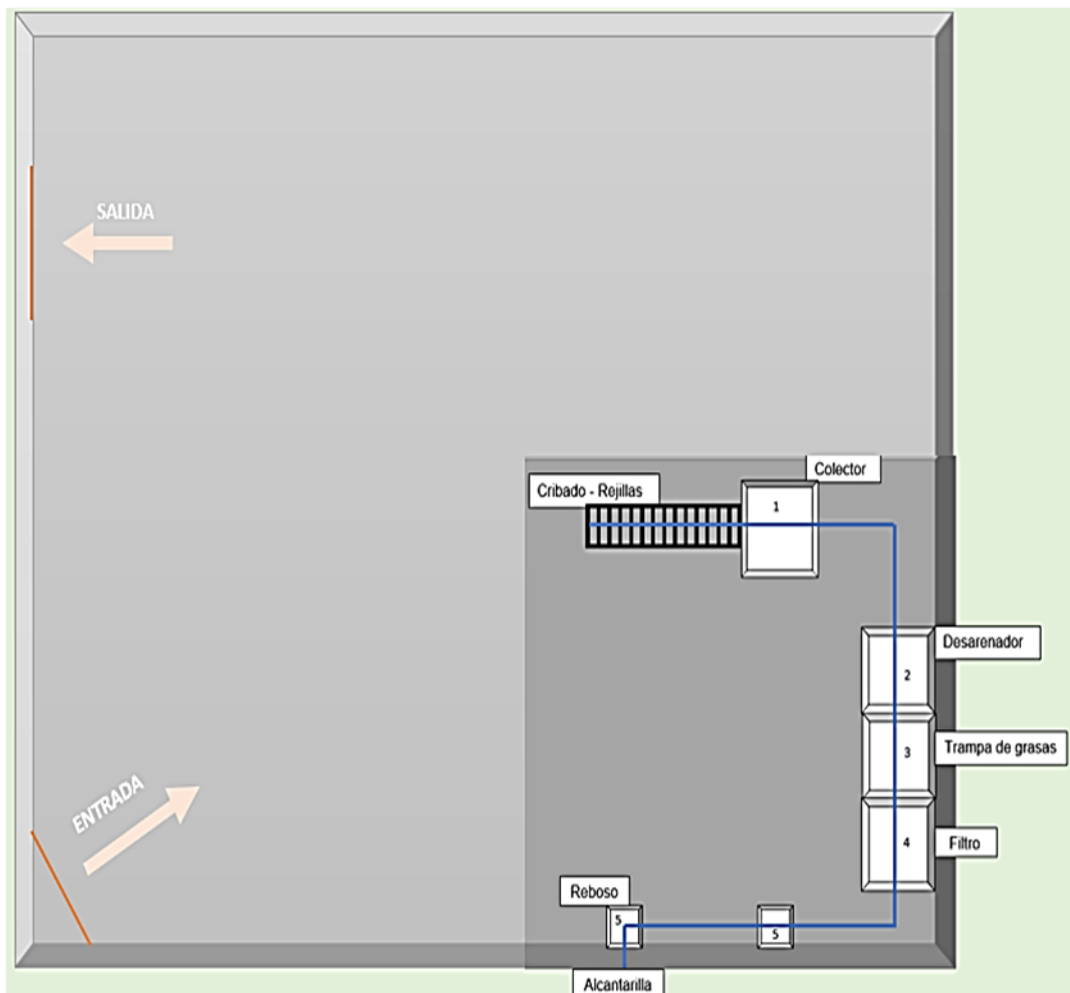 SALIDA
Colector
Cribado - Rejillas
1
Desarenador
2
Trampa de grasas
3
ENTRADA
Filtro
4
Reboso
5
5
Alcantarilla